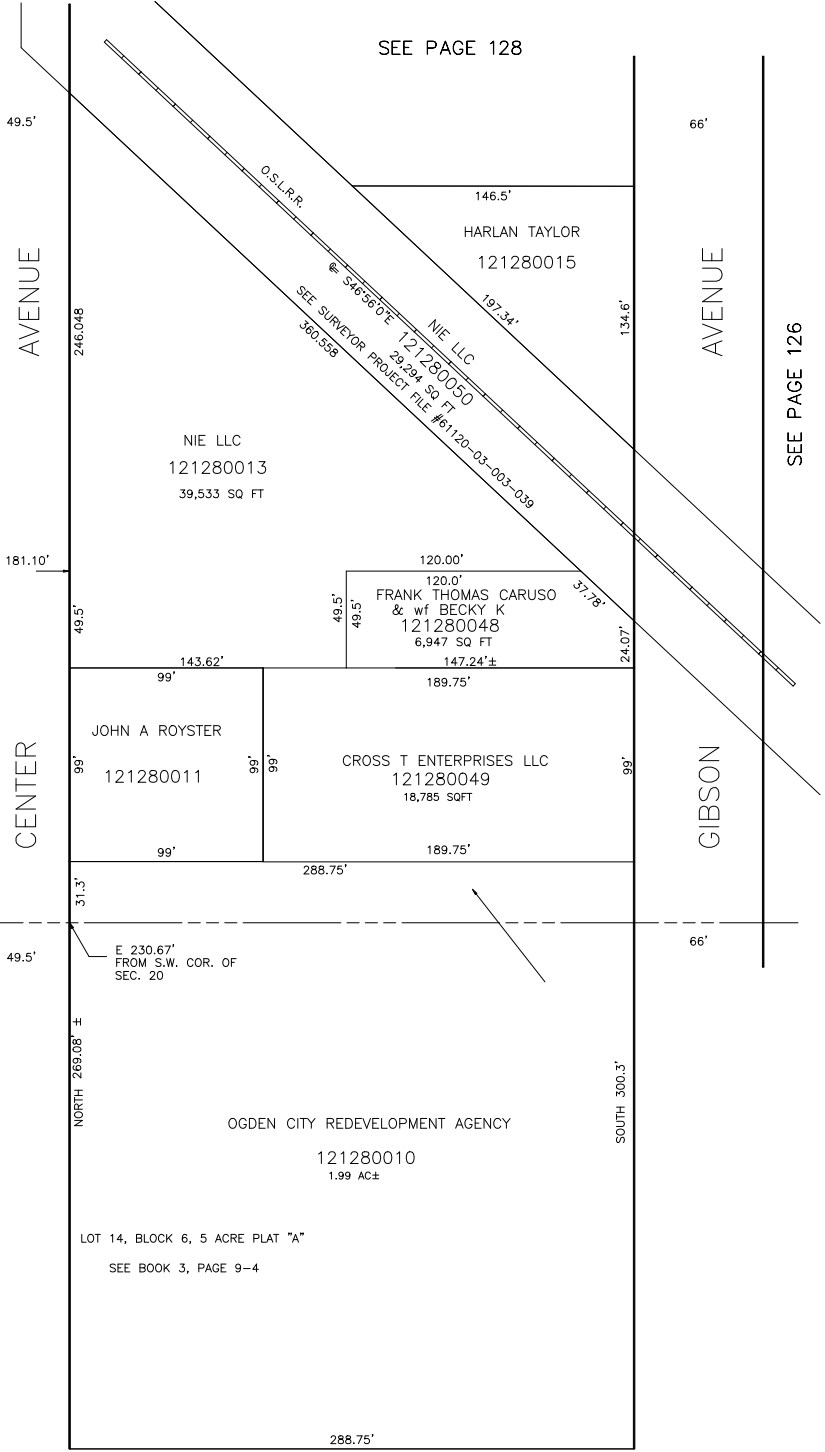 SEE PAGE 128
49.5'
66'
O.S.L.R.R.
146.5'
HARLAN TAYLOR
121280015
AVENUE
246.048
℄ S46°56'0"E
197.34'
134.6'
AVENUE
SEE PAGE 126
NIE LLC
121280050
29,294 SQ FT
SEE SURVEYOR PROJECT FILE #61120-03-003-039
360.558
NIE LLC
121280013
39,533 SQ FT
181.10'
120.00'
120.0'
49.5'
49.5'
49.5'
FRANK THOMAS CARUSO
& wf BECKY K
121280048
6,947 SQ FT
37.78'
24.07'
143.62'
147.24'±
99'
189.75'
JOHN A ROYSTER
121280011
99'
99'
99'
CROSS T ENTERPRISES LLC
121280049
18,785 SQFT
99'
CENTER
GIBSON
99'
189.75'
288.75'
31.3'
49.5'
E 230.67'
FROM S.W. COR. OF
SEC. 20
66'
NORTH 269.08' ±
SOUTH 300.3'
OGDEN CITY REDEVELOPMENT AGENCY
121280010
1.99 AC±
LOT 14, BLOCK 6, 5 ACRE PLAT "A"
SEE BOOK 3, PAGE 9-4
288.75'